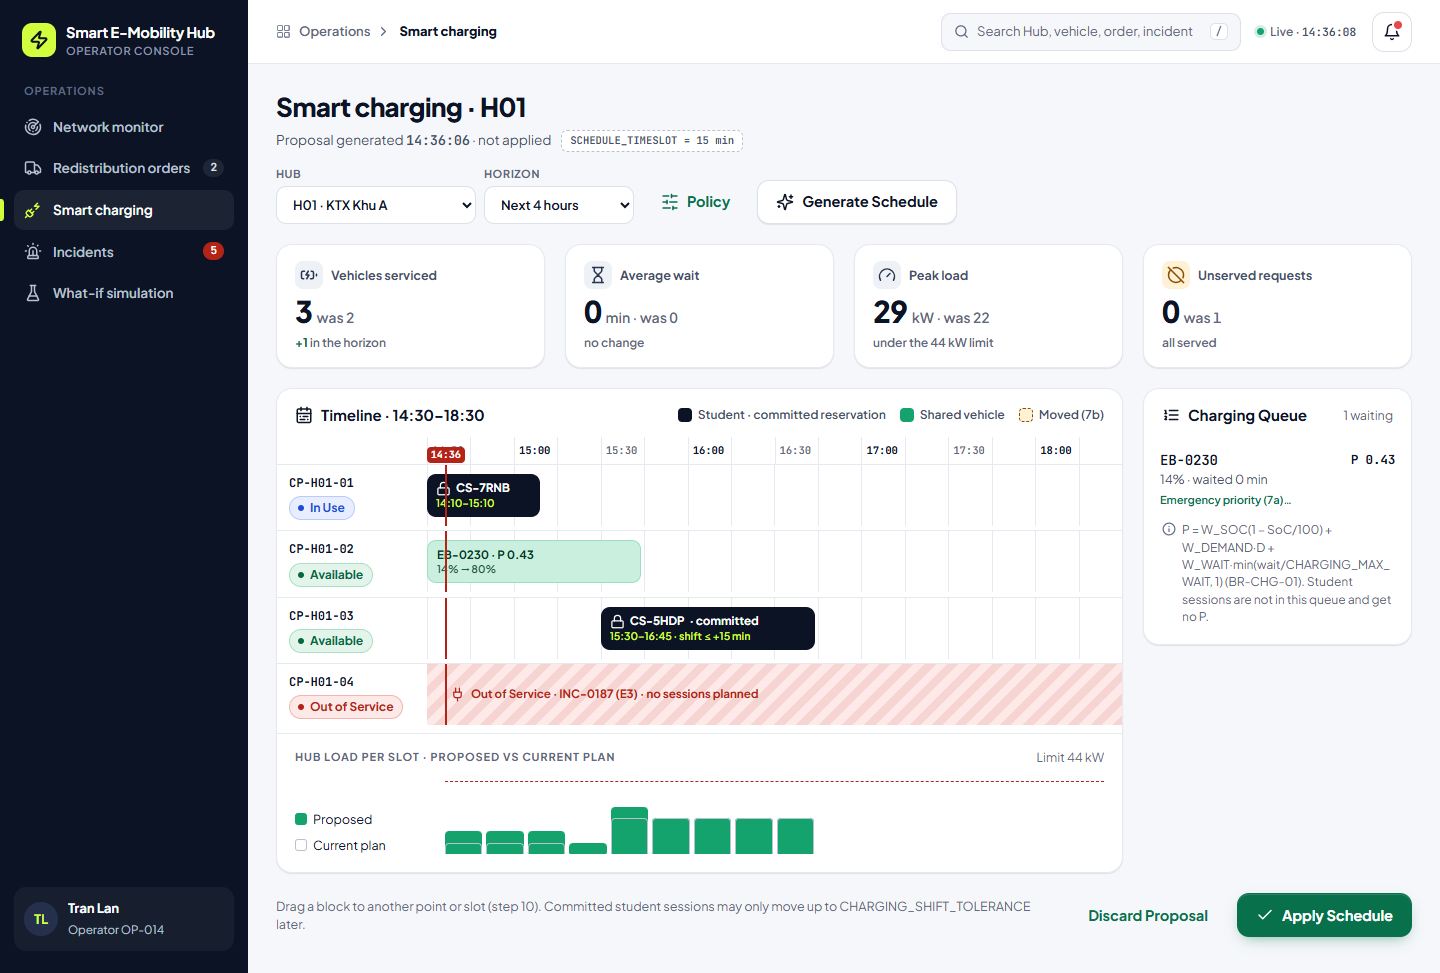 Smart E-Mobility Hub
OPERATOR CONSOLE
OPERATIONS
Network monitor
Redistribution orders 2
Smart charging
Incidents 5
What-if simulation
TL
Tran Lan
Operator OP-014
Operations > Smart charging
Search Hub, vehicle, order, incident /
Live · 14:36:08
Smart charging · H01
Proposal generated 14:36:06 · not applied
SCHEDULE_TIMESLOT = 15 min
HUB
H01 · KTX Khu A
HORIZON
Next 4 hours
Policy
Generate Schedule
Vehicles serviced
3 was 2
+1 in the horizon
Average wait
0 min · was 0
no change
Peak load
29 kW · was 22
under the 44 kW limit
Unserved requests
0 was 1
all served
Timeline · 14:30–18:30
Student · committed reservation
Shared vehicle
Moved (7b)
14:36
15:00
15:30
16:00
16:30
17:00
17:30
18:00
CP-H01-01
In Use
CS-7RNB
14:10–15:10
CP-H01-02
Available
EB-0230 · P 0.43
14% → 80%
CP-H01-03
Available
CS-5HDP · committed
15:30–16:45 · shift ≤ +15 min
CP-H01-04
Out of Service
Out of Service · INC-0187 (E3) · no sessions planned
HUB LOAD PER SLOT · PROPOSED VS CURRENT PLAN
Limit 44 kW
Proposed
Current plan
Charging Queue
1 waiting
EB-0230
P 0.43
14% · waited 0 min
Emergency priority (7a)…
P = W_SOC(1 – SoC/100) +
W_DEMAND·D +
W_WAIT·min(wait/CHARGING_MAX_
WAIT, 1) (BR-CHG-01). Student
sessions are not in this queue and get
no P.
Drag a block to another point or slot (step 10). Committed student sessions may only move up to CHARGING_SHIFT_TOLERANCE
later.
Discard Proposal
Apply Schedule